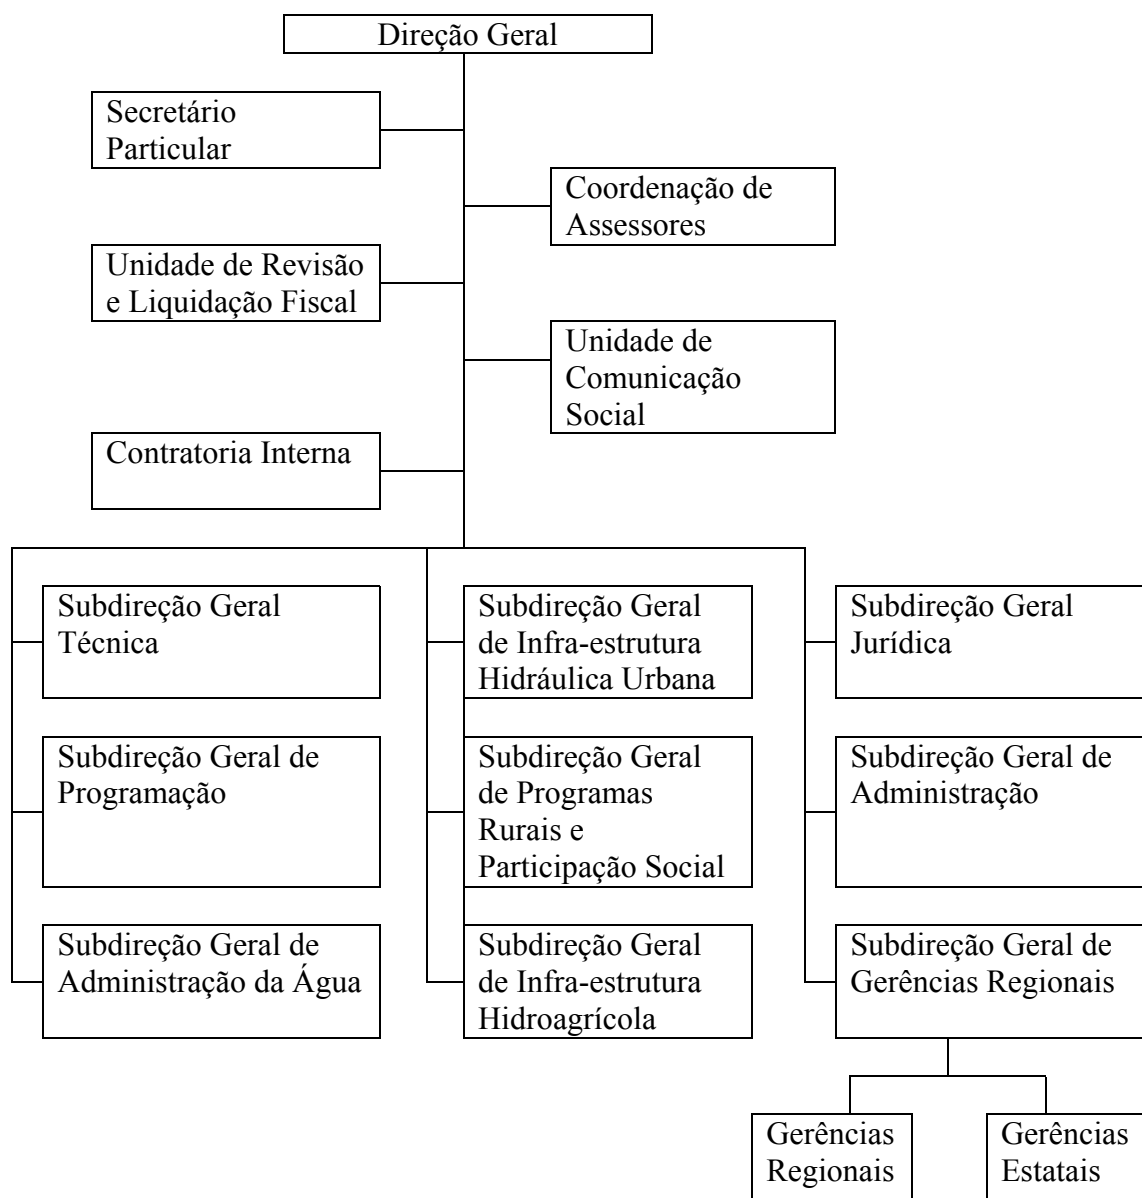 Direção Geral
Secretário
Particular
Coordenação de
Assessores
Unidade de Revisão
e Liquidação Fiscal
Unidade de
Comunicação
Social
Contratoria Interna
Subdireção Geral
Técnica
Subdireção Geral
de Infra-estrutura
Hidráulica Urbana
Subdireção Geral
Jurídica
Subdireção Geral de
Programação
Subdireção Geral
de Programas
Rurais e
Participação Social
Subdireção Geral de
Administração
Subdireção Geral de
Administração da Água
Subdireção Geral
de Infra-estrutura
Hidroagrícola
Subdireção Geral de
Gerências Regionais
Gerências
Regionais
Gerências
Estatais